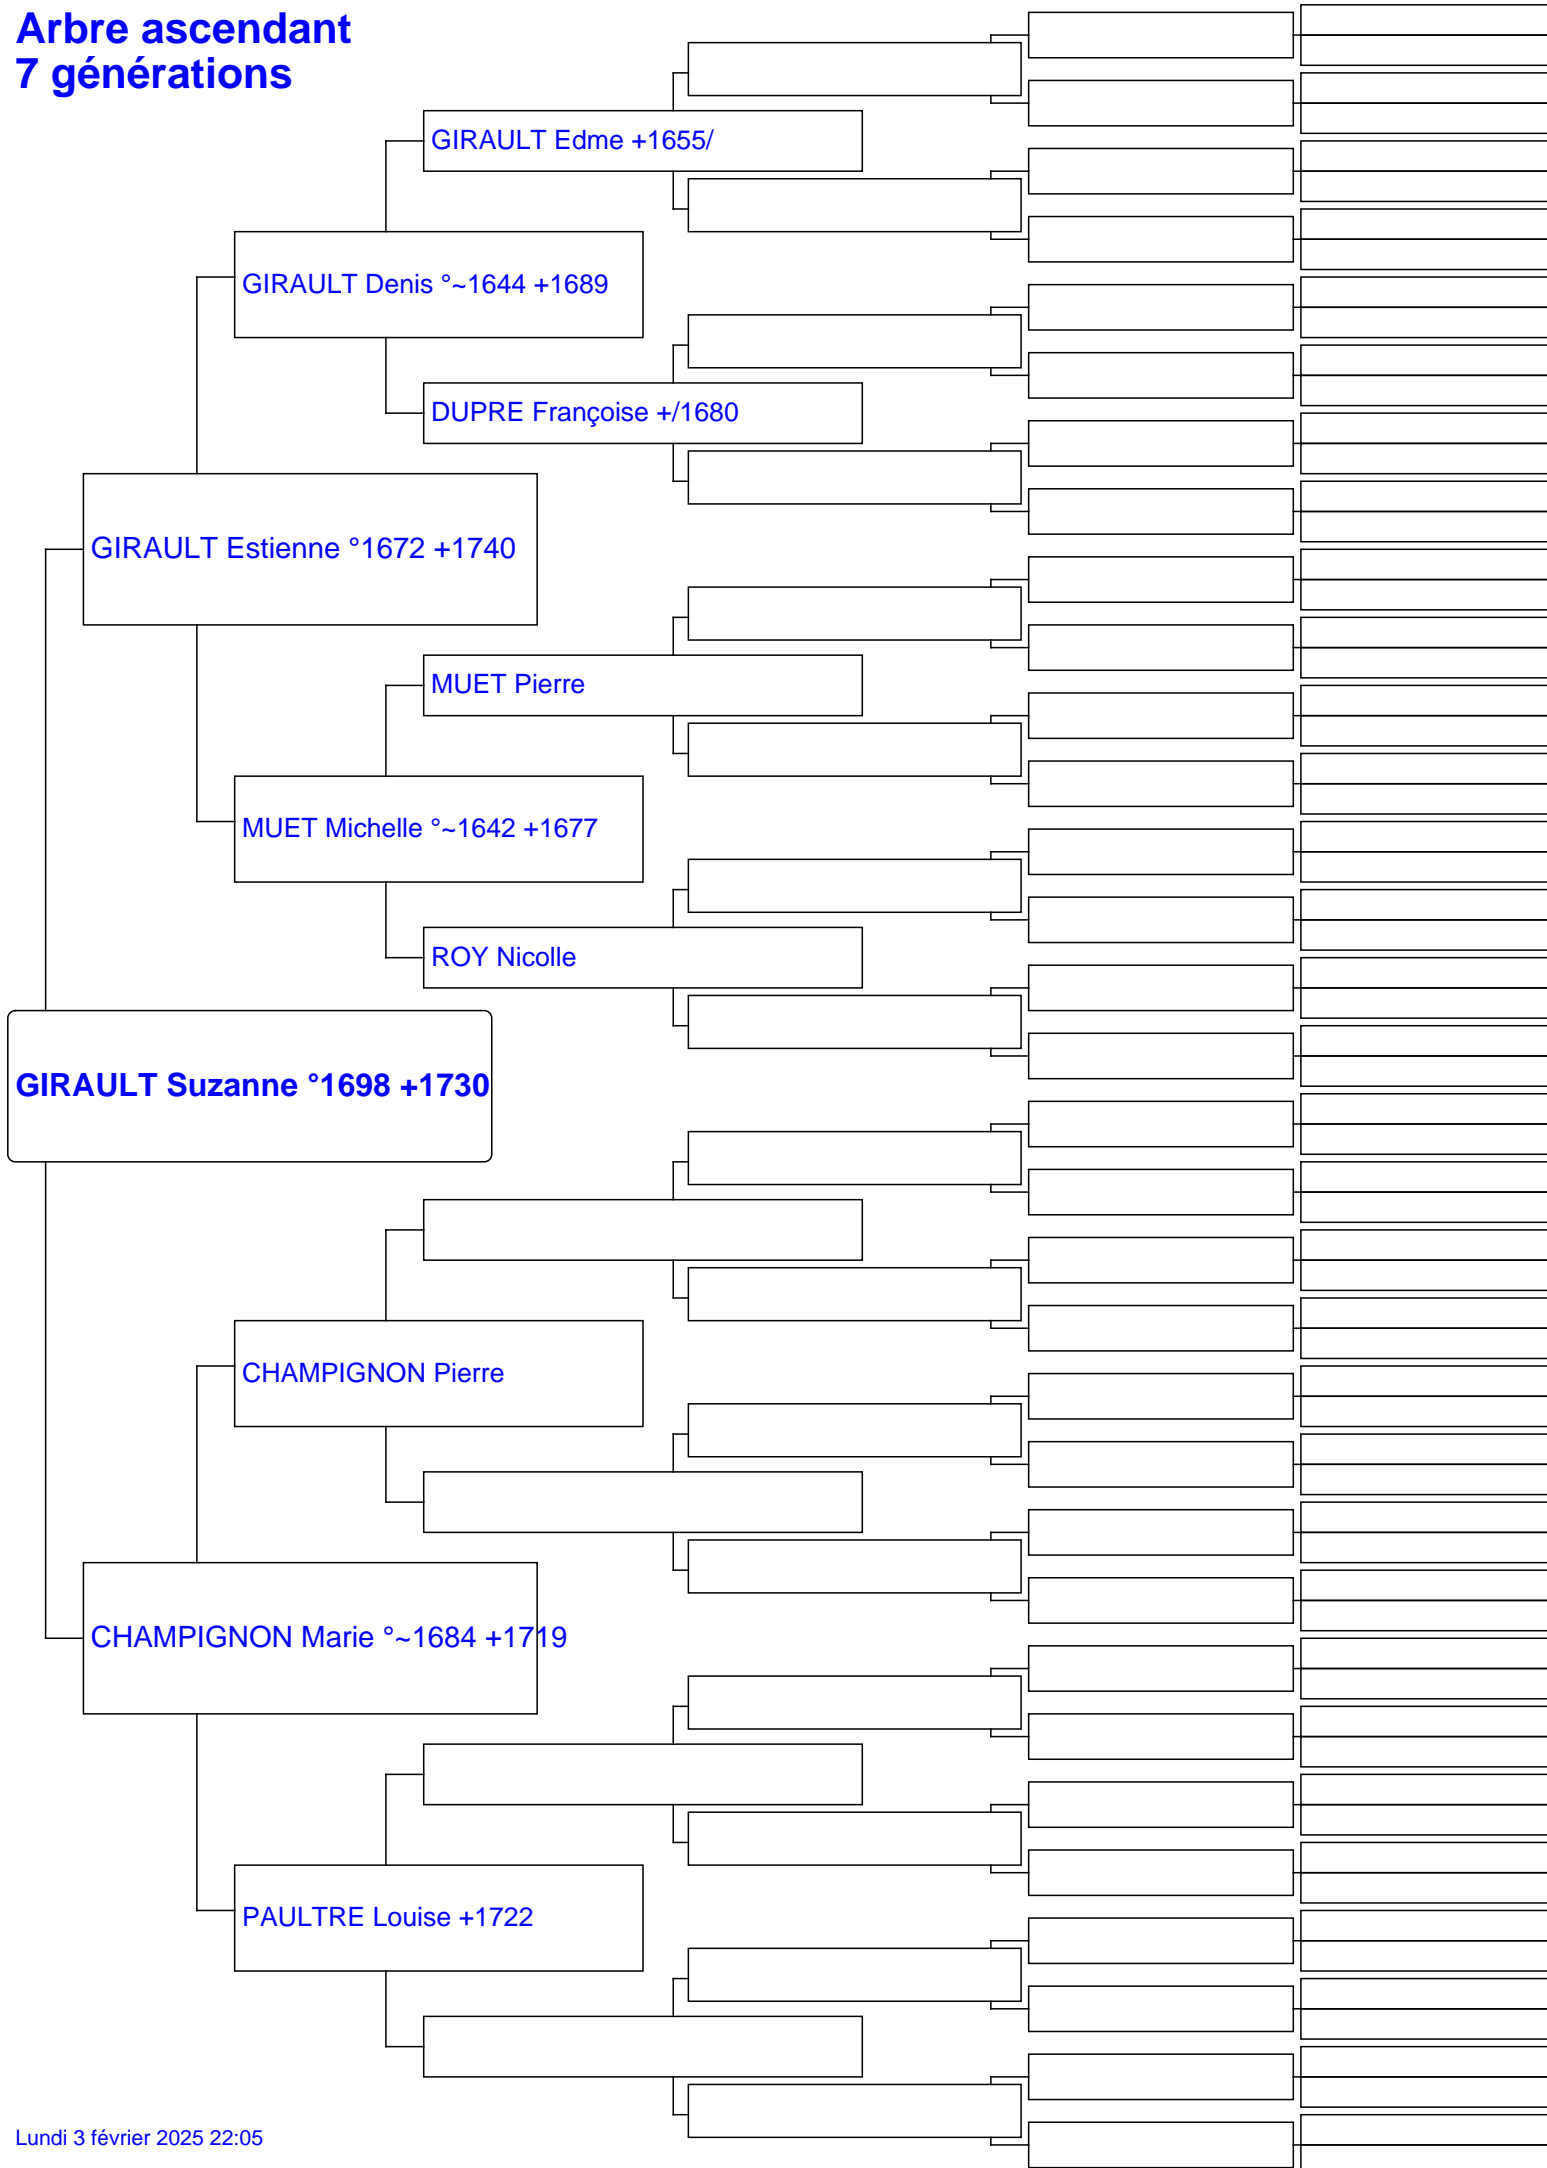 Arbre ascendant
7 générations
GIRAULT Edme +1655/
GIRAULT Denis °~1644 +1689
DUPRE Françoise +/1680
GIRAULT Estienne °1672 +1740
MUET Pierre
MUET Michelle °~1642 +1677
ROY Nicolle
GIRAULT Suzanne °1698 +1730
CHAMPIGNON Pierre
CHAMPIGNON Marie °~1684 +1719
PAULTRE Louise +1722
Lundi 3 février 2025 22:05